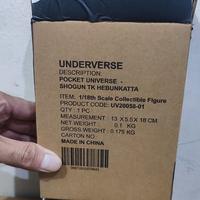 UNDERVERSE
DESCRIPTION:
POCKET UNIVERSE -
SHOGUN TK HEBUNKATTA
ITEM: 1/18th Scale Collectible Figure
PRODUCT CODE: UV20058-01
QTY : 1 PC
MEASUREMENT : 13 X 5.5 X 18 CM
NET WEIGHT : 0.1 KG
GROSS WEIGHT : 0.175 KG
CARTON NO :
MADE IN CHINA